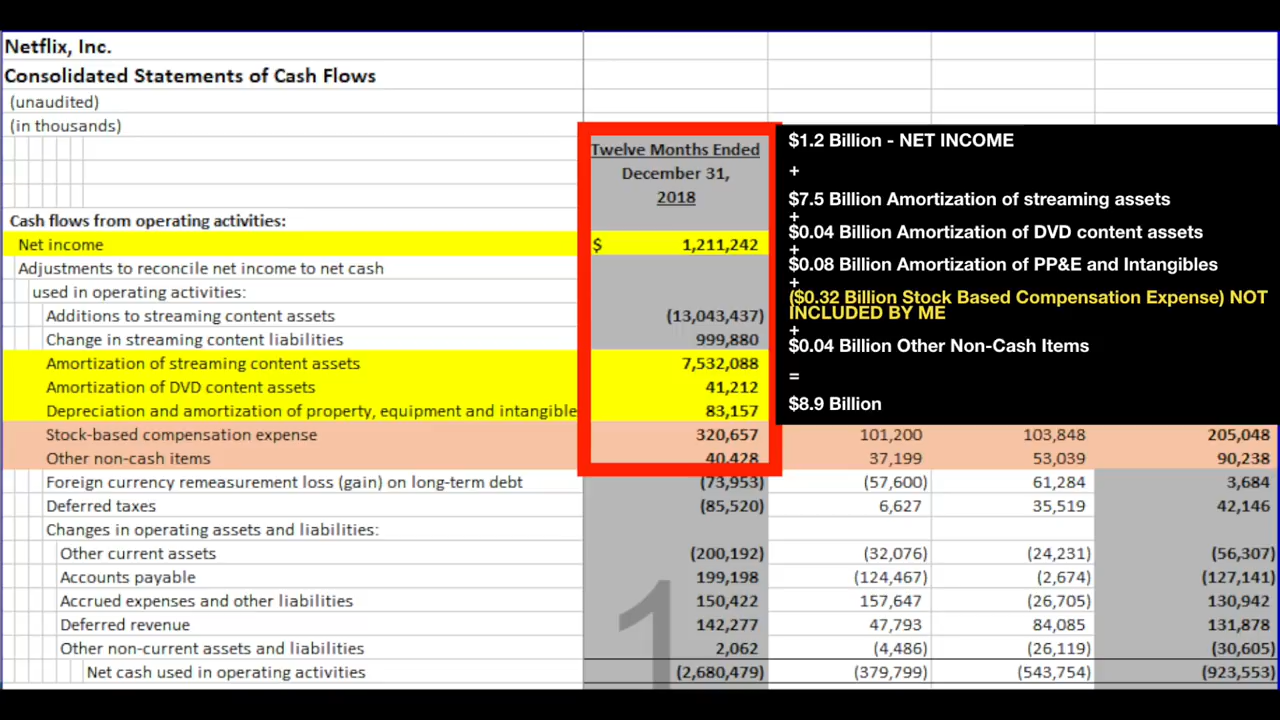 Netflix, Inc.
Consolidated Statements of Cash Flows
(unaudited)
(in thousands)
Twelve Months Ended
December 31,
2018
Cash flows from operating activities:
Net income $ 1,211,242
Adjustments to reconcile net income to net cash
used in operating activities:
Additions to streaming content assets (13,043,437)
Change in streaming content liabilities 999,880
Amortization of streaming content assets 7,532,088
Amortization of DVD content assets 41,212
Depreciation and amortization of property, equipment and intangible 83,157
Stock-based compensation expense 320,657 101,200 103,848 205,048
Other non-cash items 40,428 37,199 53,039 90,238
Foreign currency remeasurement loss (gain) on long-term debt (73,953) (57,600) 61,284 3,684
Deferred taxes (85,520) 6,627 35,519 42,146
Changes in operating assets and liabilities:
Other current assets (200,192) (32,076) (24,231) (56,307)
Accounts payable 199,198 (124,467) (2,674) (127,141)
Accrued expenses and other liabilities 150,422 157,647 (26,705) 130,942
Deferred revenue 142,277 47,793 84,085 131,878
Other non-current assets and liabilities 2,062 (4,486) (26,119) (30,605)
Net cash used in operating activities (2,680,479) (379,799) (543,754) (923,553)
1
$1.2 Billion - NET INCOME
+
$7.5 Billion Amortization of streaming assets
+
$0.04 Billion Amortization of DVD content assets
+
$0.08 Billion Amortization of PP&E and Intangibles
+
($0.32 Billion Stock Based Compensation Expense) NOT
INCLUDED BY ME
+
$0.04 Billion Other Non-Cash Items
=
$8.9 Billion